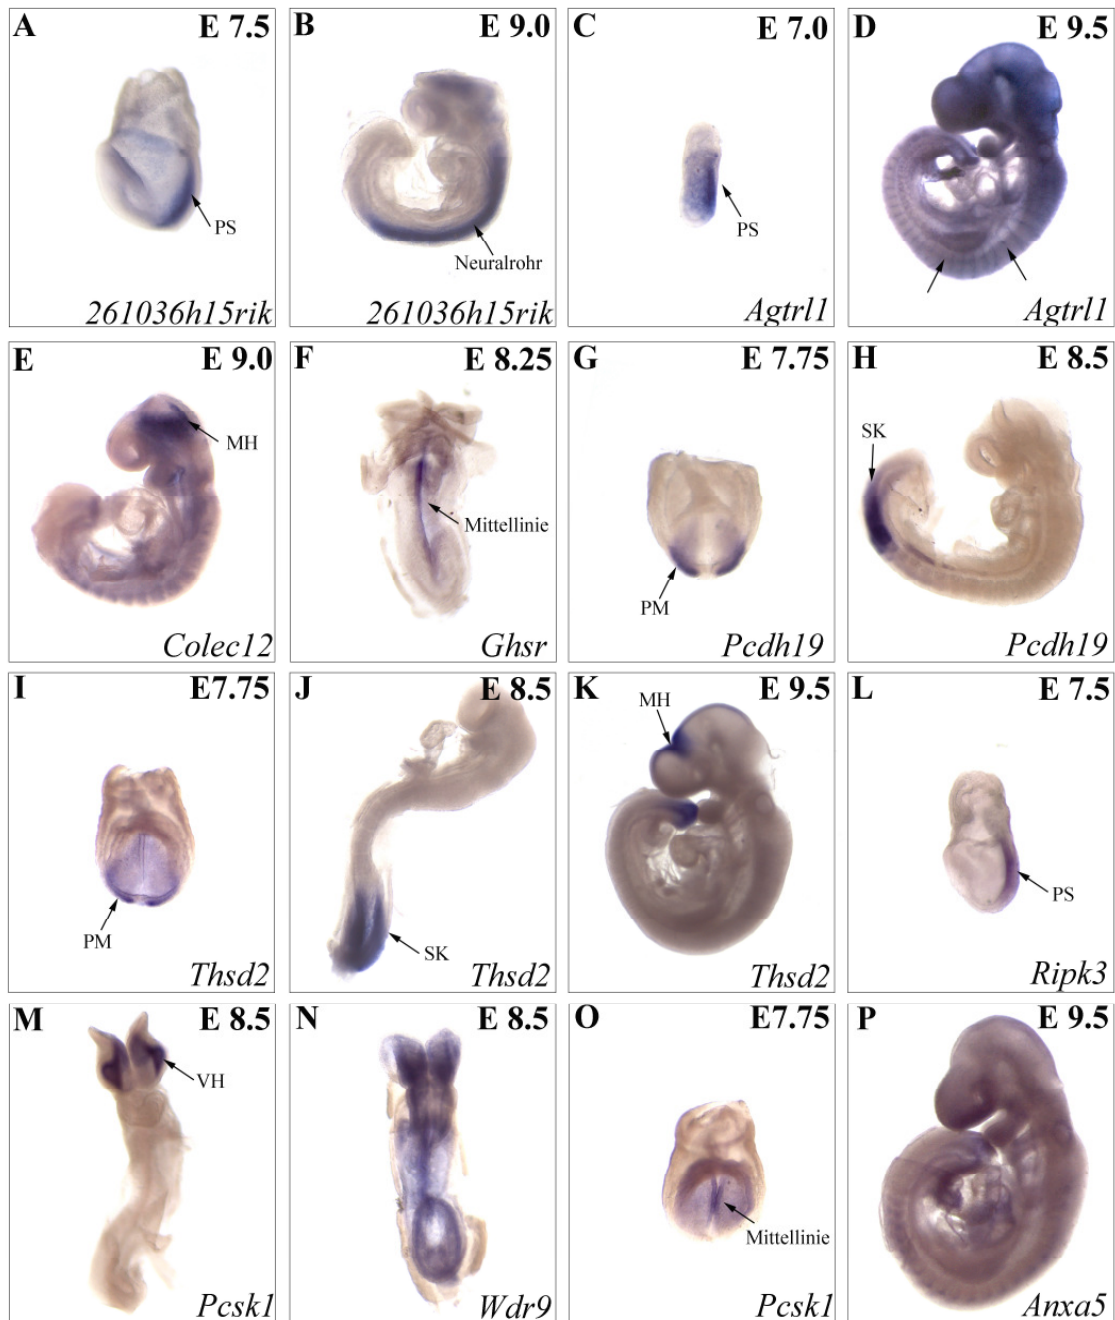 A E 7.5
PS
261036h15rik
B E 9.0
Neuralrohr
261036h15rik
C E 7.0
PS
Agtrl1
D E 9.5
Agtrl1
E E 9.0
MH
Colec12
F E 8.25
Mittellinie
Ghsr
G E 7.75
PM
Pcdh19
H E 8.5
SK
Pcdh19
I E7.75
PM
Thsd2
J E 8.5
SK
Thsd2
K E 9.5
MH
Thsd2
L E 7.5
PS
Ripk3
M E 8.5
VH
Pcsk1
N E 8.5
Wdr9
O E7.75
Mittellinie
Pcsk1
P E 9.5
Anxa5